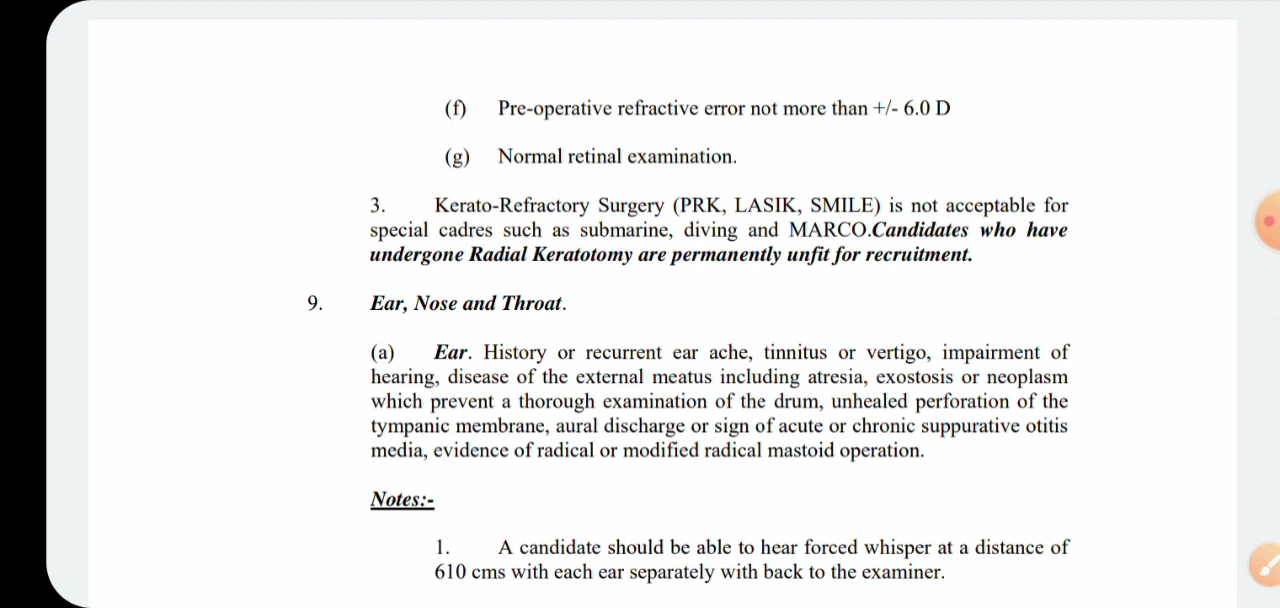 (f) Pre-operative refractive error not more than +/- 6.0 D
(g) Normal retinal examination.
3. Kerato-Refractory Surgery (PRK, LASIK, SMILE) is not acceptable for
special cadres such as submarine, diving and MARCO.Candidates who have
undergone Radial Keratotomy are permanently unfit for recruitment.
9. Ear, Nose and Throat.
(a) Ear. History or recurrent ear ache, tinnitus or vertigo, impairment of
hearing, disease of the external meatus including atresia, exostosis or neoplasm
which prevent a thorough examination of the drum, unhealed perforation of the
tympanic membrane, aural discharge or sign of acute or chronic suppurative otitis
media, evidence of radical or modified radical mastoid operation.
Notes:-
1. A candidate should be able to hear forced whisper at a distance of
610 cms with each ear separately with back to the examiner.